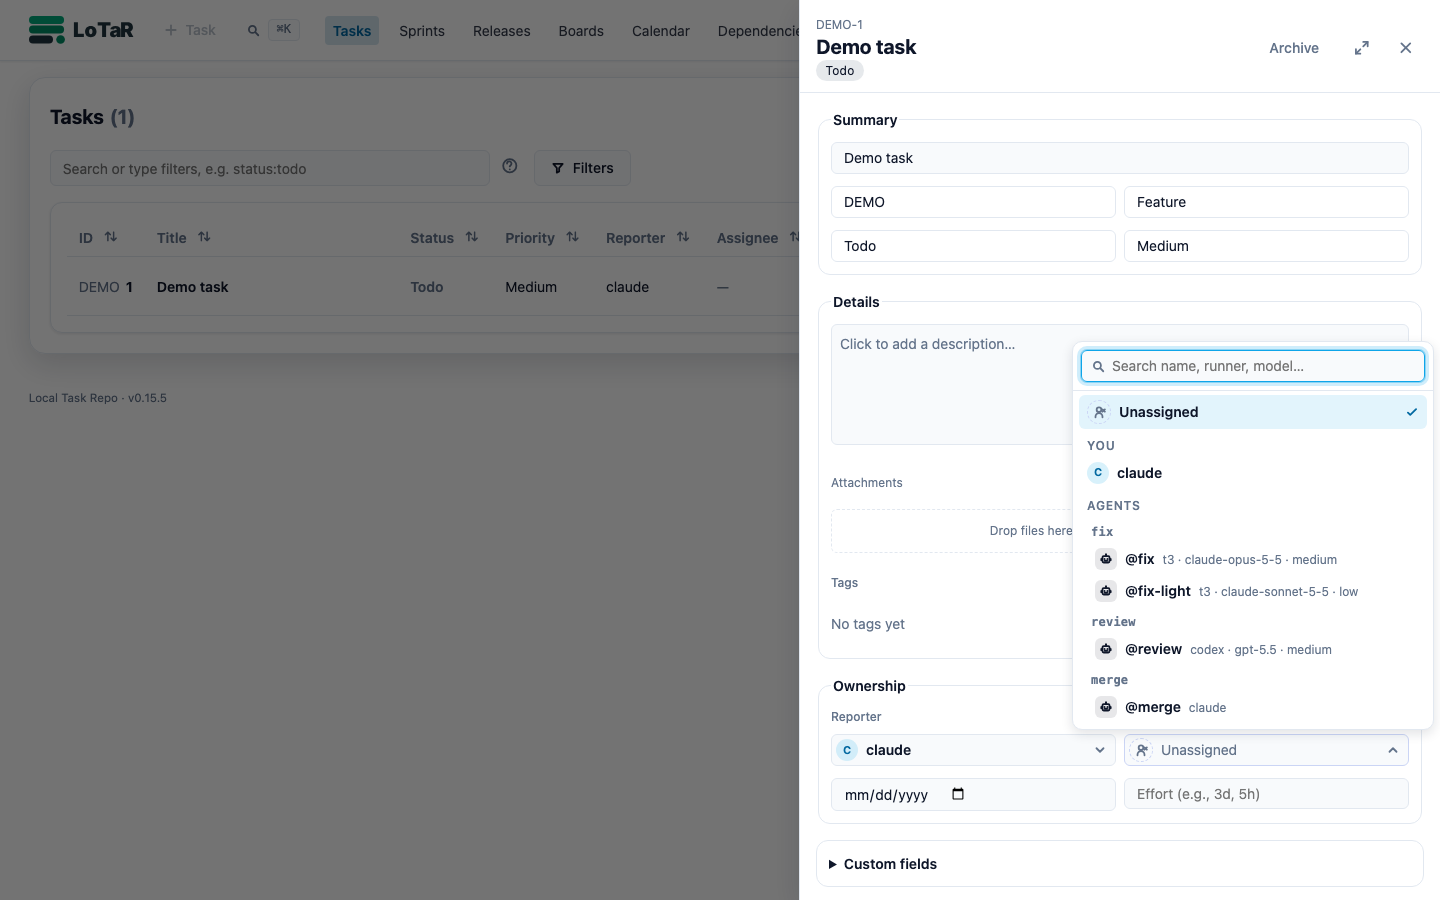 LoTaR
Task
⌘K
Tasks
Sprints
Releases
Boards
Calendar
Dependencie
Tasks (1)
Search or type filters, e.g. status:todo
Filters
ID
Title
Status
Priority
Reporter
Assignee
DEMO 1
Demo task
Todo
Medium
claude
—
Local Task Repo · v0.15.5
DEMO-1
Demo task
Todo
Archive
Summary
Demo task
DEMO
Feature
Todo
Medium
Details
Click to add a description...
Search name, runner, model...
Unassigned
YOU
C claude
AGENTS
fix
@fix t3 · claude-opus-5-5 · medium
@fix-light t3 · claude-sonnet-5-5 · low
review
@review codex · gpt-5.5 · medium
merge
@merge claude
Attachments
Drop files here
Tags
No tags yet
Ownership
Reporter
C claude
Unassigned
mm/dd/yyyy
Effort (e.g., 3d, 5h)
Custom fields